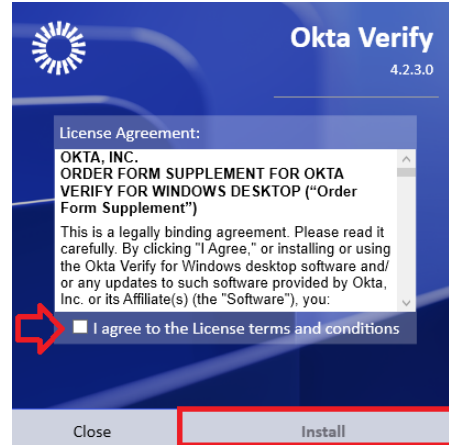 Okta Verify
4.2.3.0
License Agreement:
OKTA, INC.
ORDER FORM SUPPLEMENT FOR OKTA
VERIFY FOR WINDOWS DESKTOP (“Order
Form Supplement”)
This is a legally binding agreement. Please read it
carefully. By clicking "I Agree," or installing or using
the Okta Verify for Windows desktop software and/
or any updates to such software provided by Okta,
Inc. or its Affiliate(s) (the "Software"), you:
I agree to the License terms and conditions
Close
Install